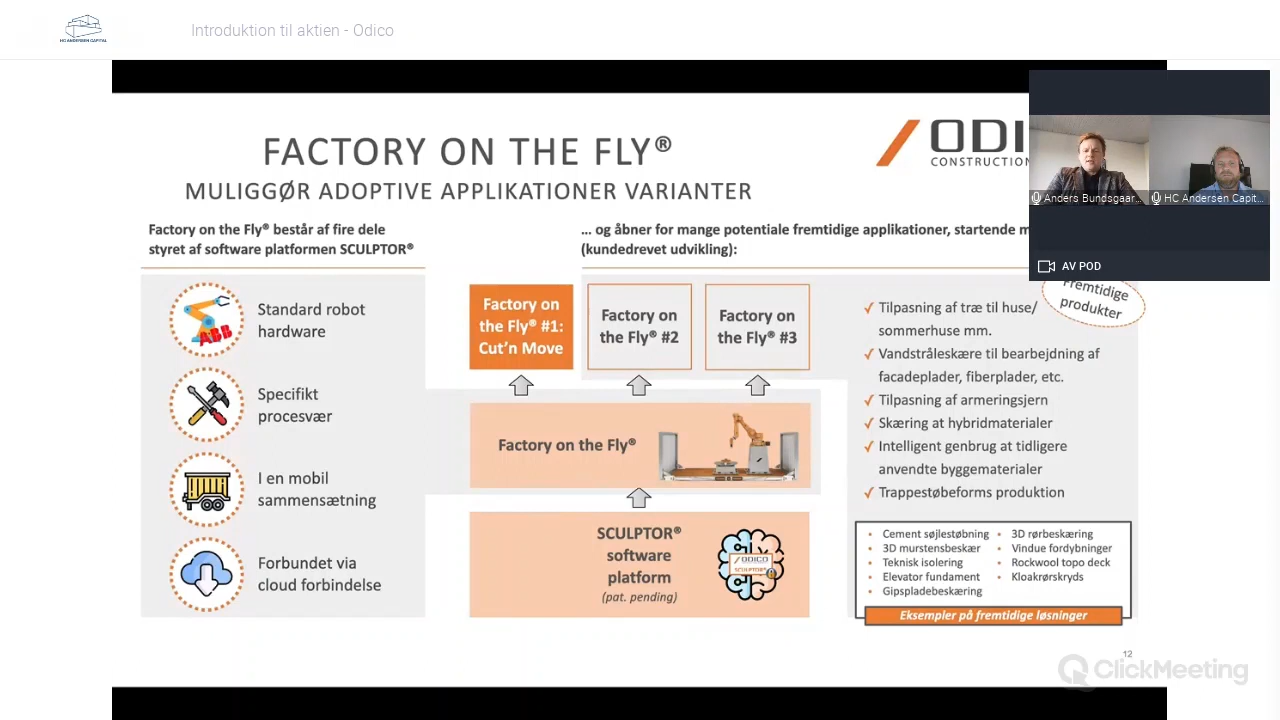 HC ANDERSEN CAPITAL
Introduktion til aktien - Odico
FACTORY ON THE FLY®
MULIGGØR ADOPTIVE APPLIKATIONER VARIANTER
ODI
CONSTRUCTION
Anders Bundsgaar...
HC Andersen Capit...
AV POD
Factory on the Fly® består af fire dele
styret af software platformen SCULPTOR®
... og åbner for mange potentiale fremtidige applikationer, startende m
(kundedrevet udvikling):
Standard robot
hardware
ABB
Specifikt
procesvær
I en mobil
sammensætning
Forbundet via
cloud forbindelse
Factory on
the Fly® #1:
Cut'n Move
Factory on
the Fly® #2
Factory on
the Fly® #3
Factory on the Fly®
SCULPTOR®
software
platform
(pat. pending)
ODICO
SCULPTOR®
Fremtidige
produkter
✓ Tilpasning af træ til huse/
sommerhuse mm.
✓ Vandstråleskære til bearbejdning af
facadeplader, fiberplader, etc.
✓ Tilpasning af armeringsjern
✓ Skæring at hybridmaterialer
✓ Intelligent genbrug at tidligere
anvendte byggematerialer
✓ Trappestøbeforms produktion
• Cement søjlestøbning
• 3D murstensbeskær
• Teknisk isolering
• Elevator fundament
• Gipspladebeskæring
• 3D rørbeskæring
• Vindue fordybninger
• Rockwool topo deck
• Kloakrørskryds
Eksempler på fremtidige løsninger
12
ClickMeeting